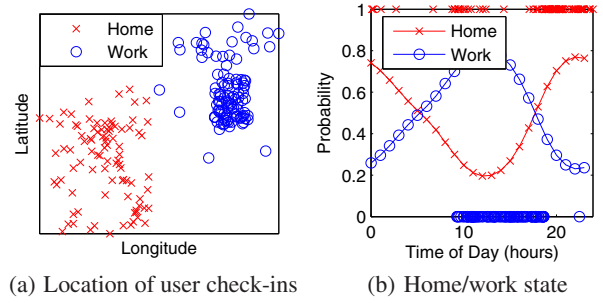 Home
Work
Latitude
Longitude
(a) Location of user check-ins
1
0.8
0.6
0.4
0.2
0
Probability
Home
Work
0
10
20
Time of Day (hours)
(b) Home/work state